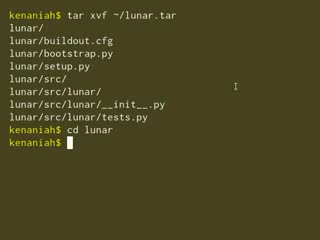 kenaniah$ tar xvf ~/lunar.tar
lunar/
lunar/buildout.cfg
lunar/bootstrap.py
lunar/setup.py
lunar/src/
lunar/src/lunar/
lunar/src/lunar/__init__.py
lunar/src/lunar/tests.py
kenaniah$ cd lunar
kenaniah$